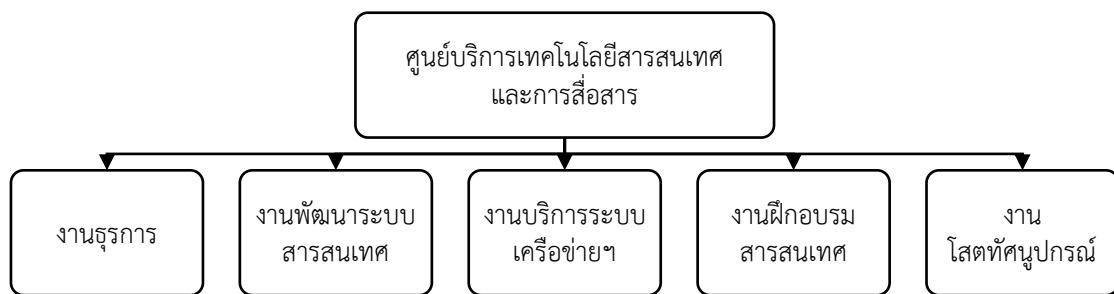 ศูนย์บริการเทคโนโลยีสารสนเทศ
และการสื่อสาร
งานธุรการ
งานพัฒนาระบบ
สารสนเทศ
งานบริการระบบ
เครือข่ายฯ
งานฝึกอบรม
สารสนเทศ
งาน
โสตทัศนูปกรณ์